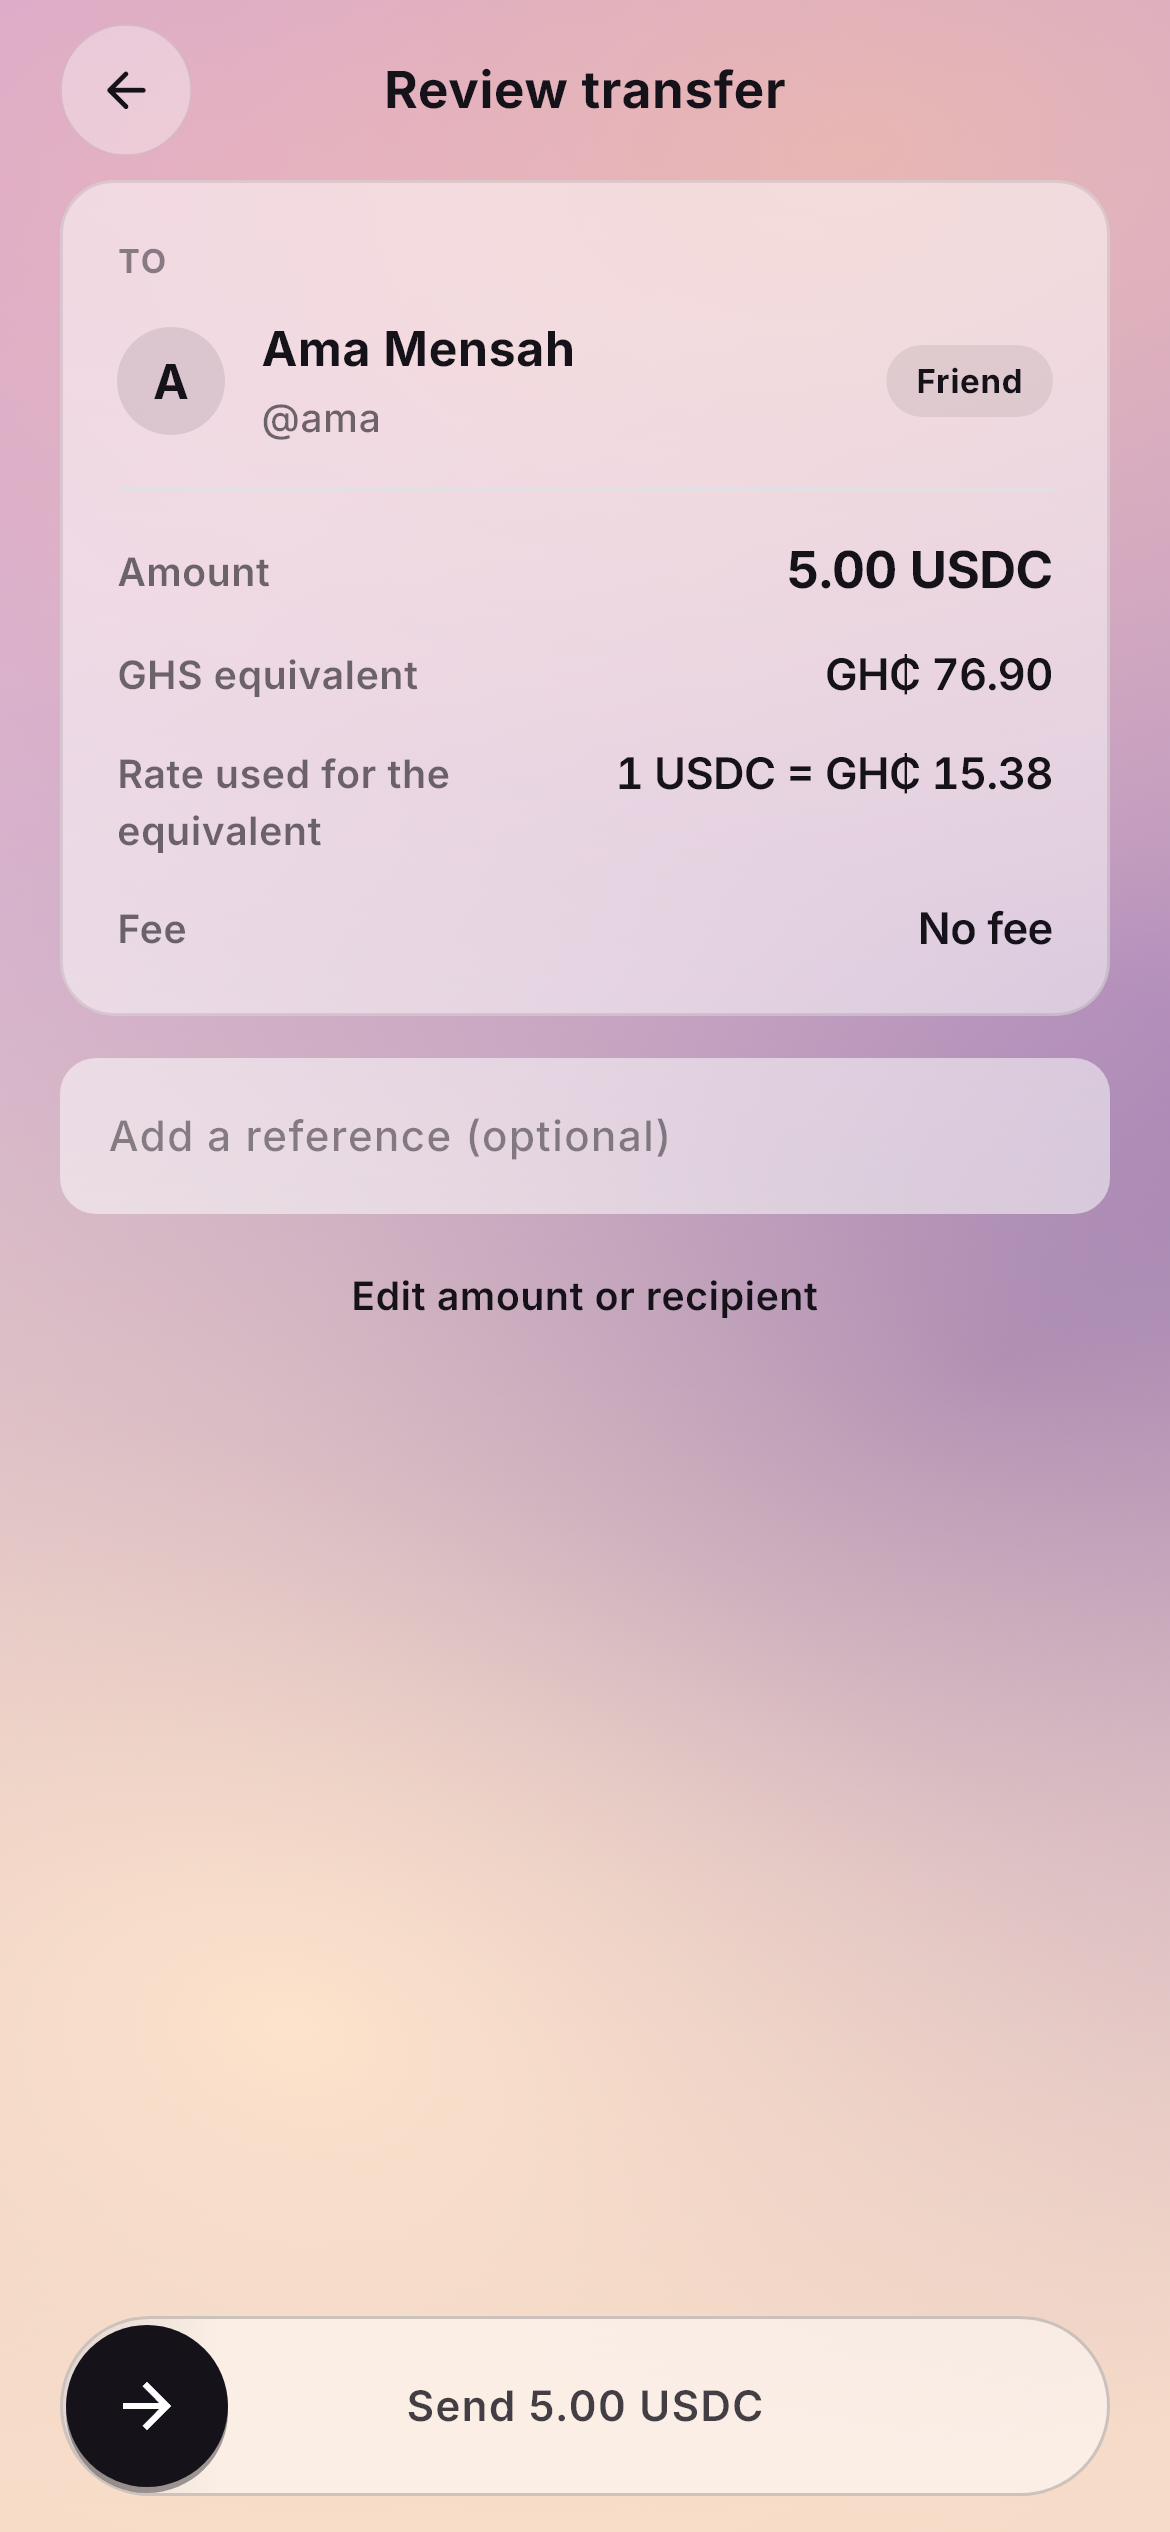 Review transfer
TO
A
Ama Mensah
@ama
Friend
Amount
5.00 USDC
GHS equivalent
GH₵ 76.90
Rate used for the
equivalent
1 USDC = GH₵ 15.38
Fee
No fee
Add a reference (optional)
Edit amount or recipient
Send 5.00 USDC